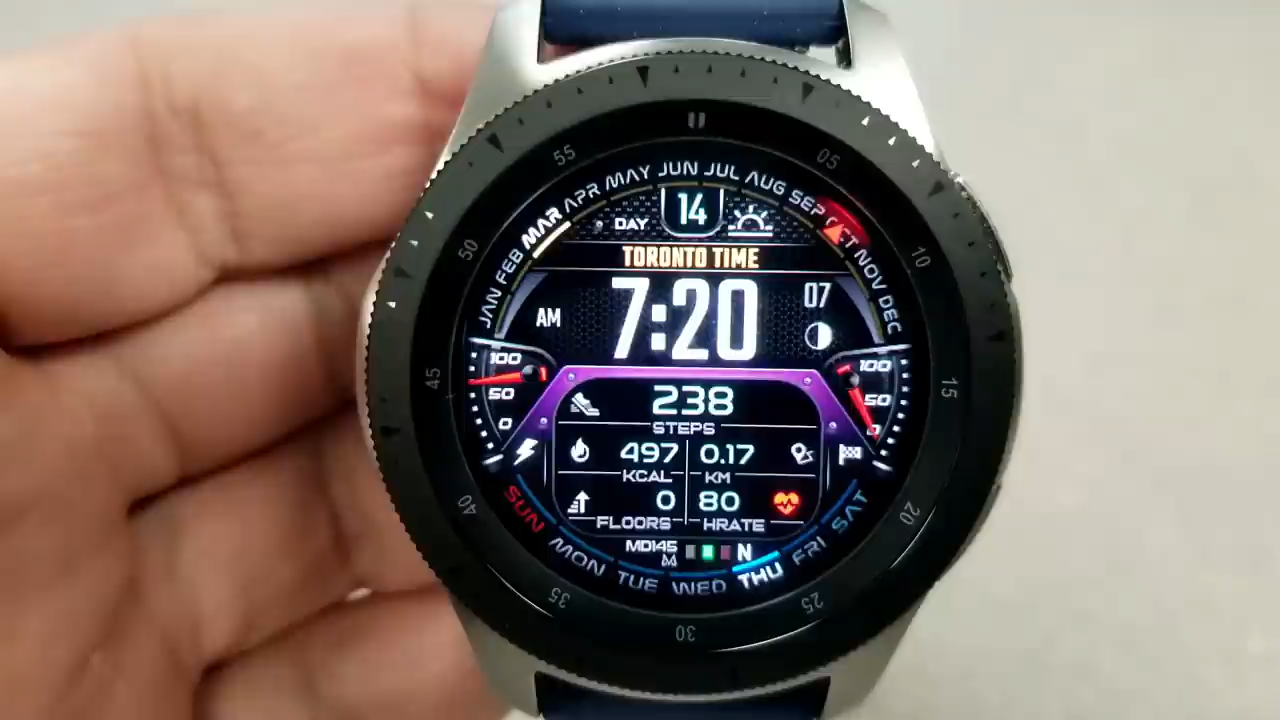 55
05
50
10
45
15
40
20
35
25
30
JAN FEB MAR APR MAY JUN JUL AUG SEP OCT NOV DEC
DAY 14
TORONTO TIME
AM 7:20 07
100 50 0
100 50 0
238
STEPS
497 0.17
KCAL KM
0 80
FLOORS HRATE
MD145 N
SUN MON TUE WED THU FRI SAT